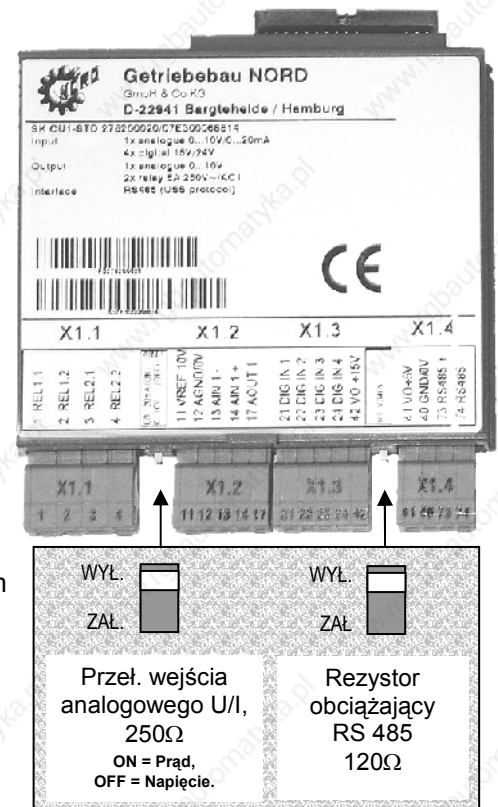 Getriebebau NORD
GmbH & Co KG
D-22941 Bargteheide / Hamburg
SK CU1-STD 278200020/07E300068814
Input 1x analogue 0...10V/0...20mA
4x digital 15V/24V
Output 1x analogue 0...10V
2x relay 5A 250V~/AC1
Interface RS485 (USS protocol)
CE
X1.1 X1.2 X1.3 X1.4
1 REL1.1
2 REL1.2
3 REL2.1
4 REL2.2
11 VREF 10V
12 AGND/0V
13 AIN 1-
14 AIN 1+
17 AOUT 1
21 DIG IN 1
22 DIG IN 2
23 DIG IN 3
24 DIG IN 4
42 VO +15V
41 VO+5V
40 GND/0V
73 RS485 +
74 RS485 -
X1.1 X1.2 X1.3 X1.4
1 2 3 4 11 12 13 14 17 21 22 23 24 42
WYŁ. WYŁ.
ZAŁ. ZAŁ
Przeł. wejścia
analogowego U/I,
250Ω
ON = Prąd,
OFF = Napięcie.
Rezystor
obciążający
RS 485
120Ω